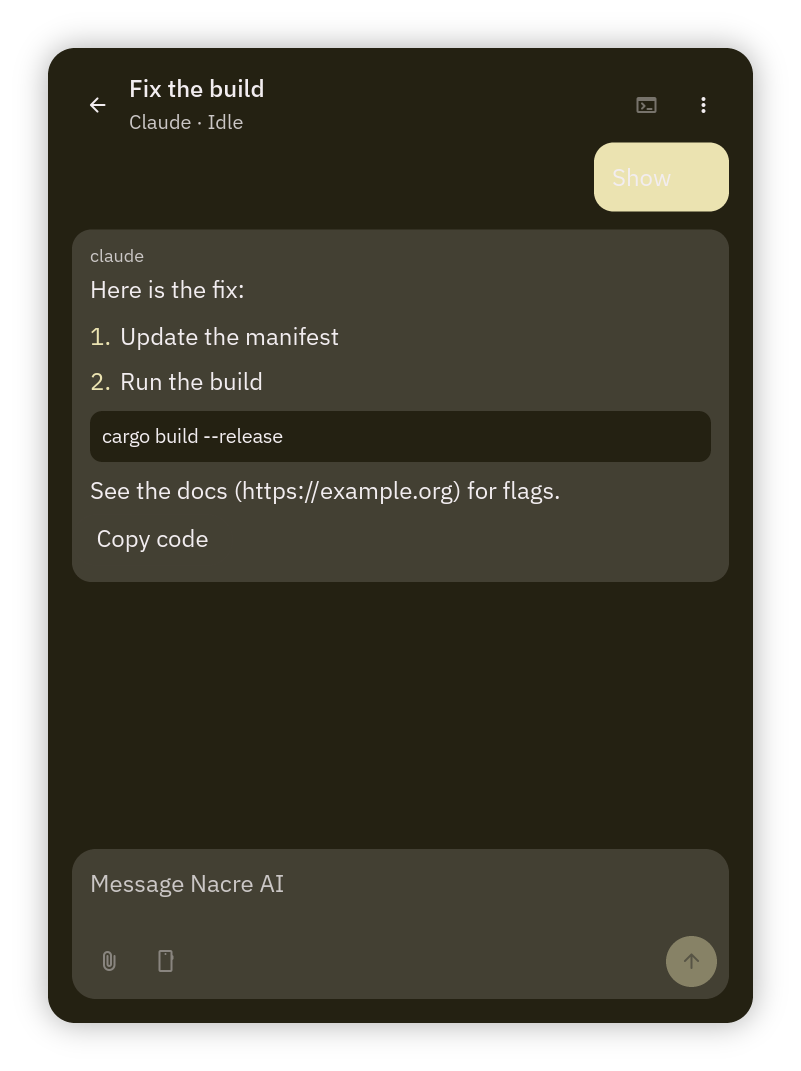 Fix the build
Claude · Idle
Show
claude
Here is the fix:
1. Update the manifest
2. Run the build
cargo build --release
See the docs (https://example.org) for flags.
Copy code
Message Nacre AI